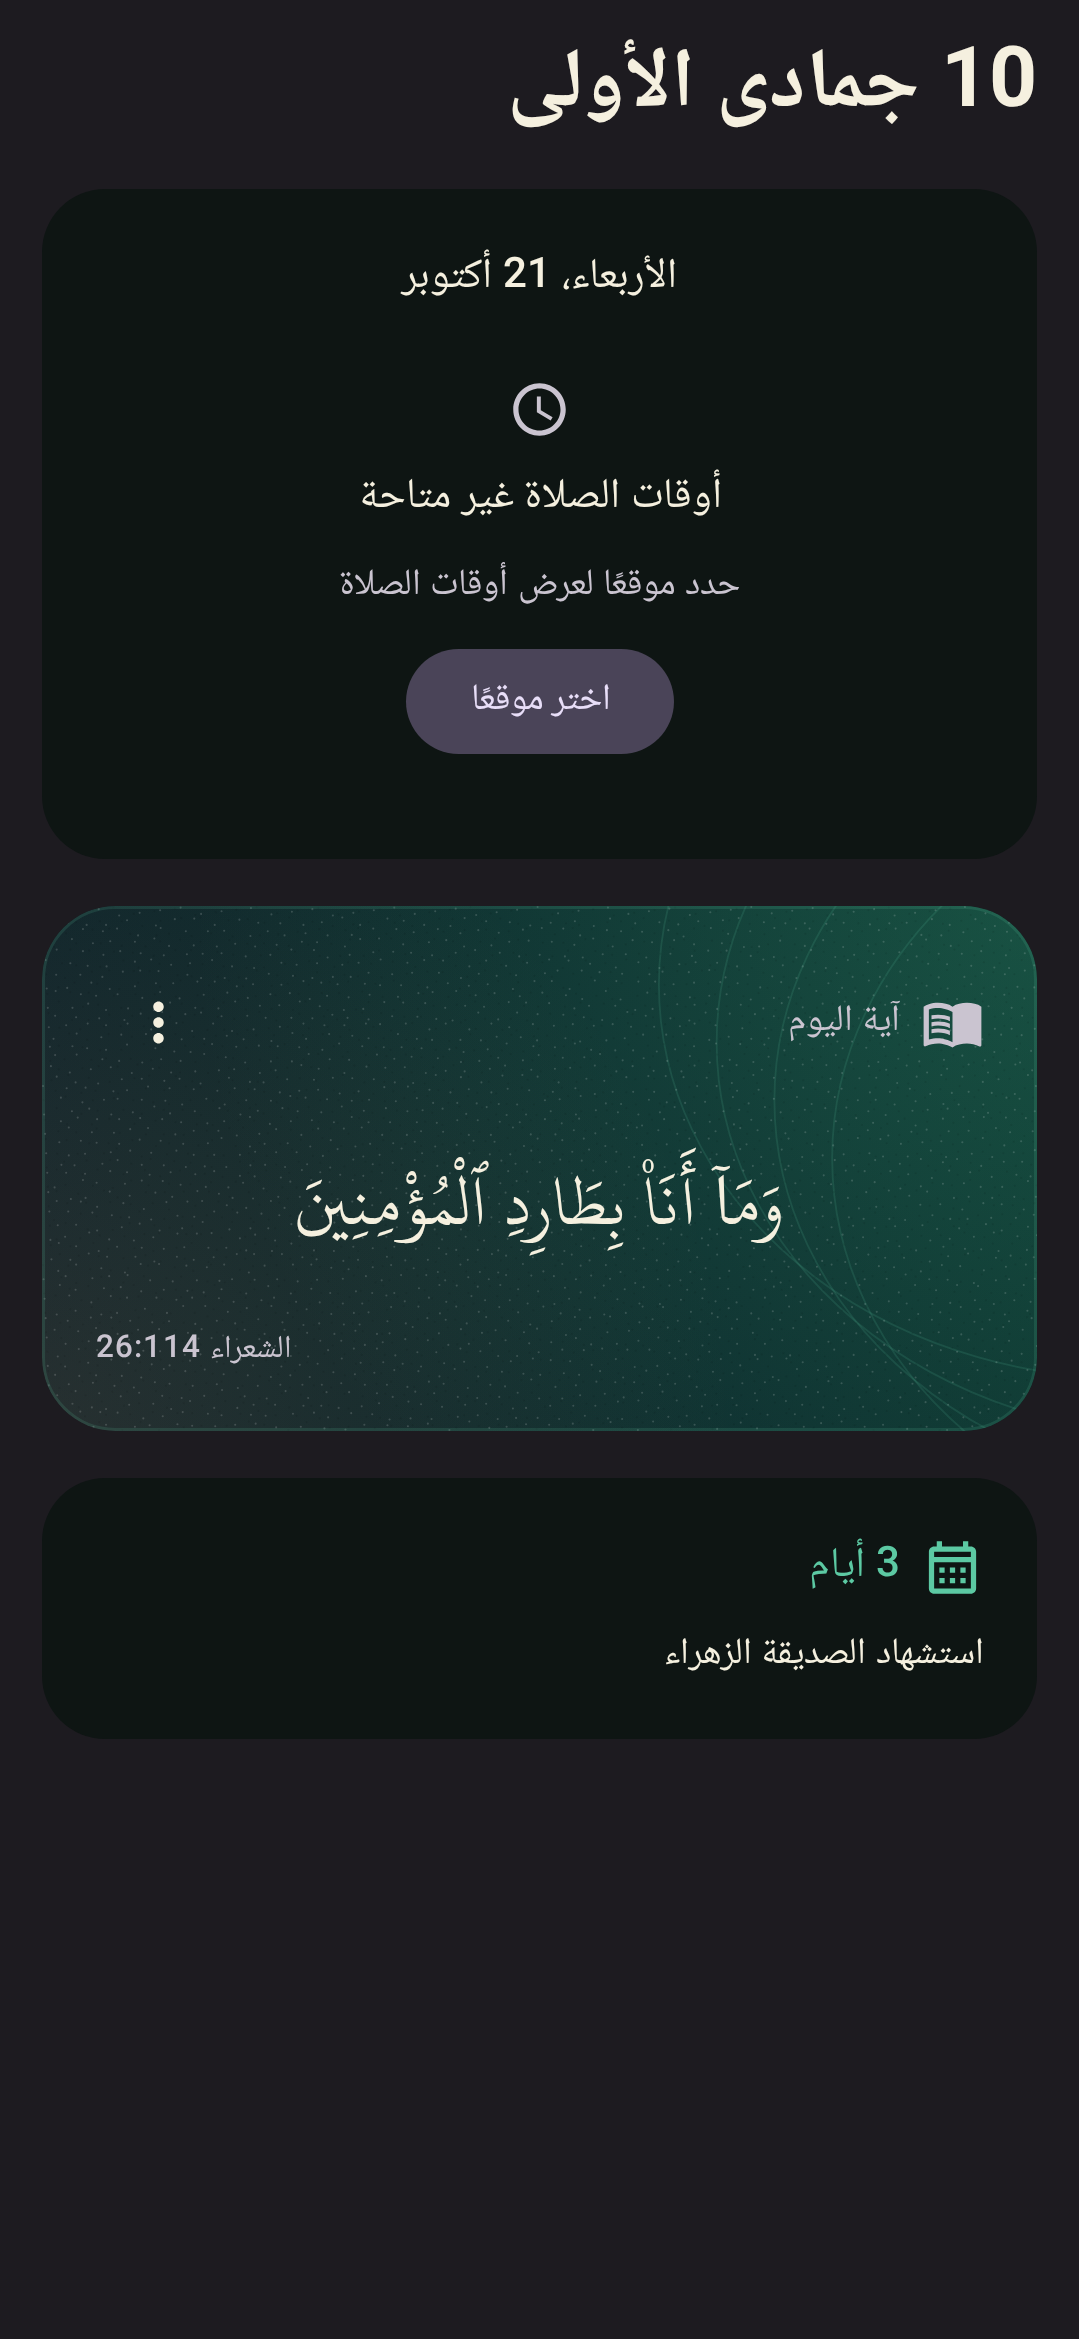 10 جمادى الأولى
الأربعاء، 21 أكتوبر
أوقات الصلاة غير متاحة
حدد موقعًا لعرض أوقات الصلاة
اختر موقعًا
آية اليوم
وَمَآ أَنَا۠ بِطَارِدِ ٱلْمُؤْمِنِينَ
الشعراء 26:114
3 أيام
استشهاد الصديقة الزهراء